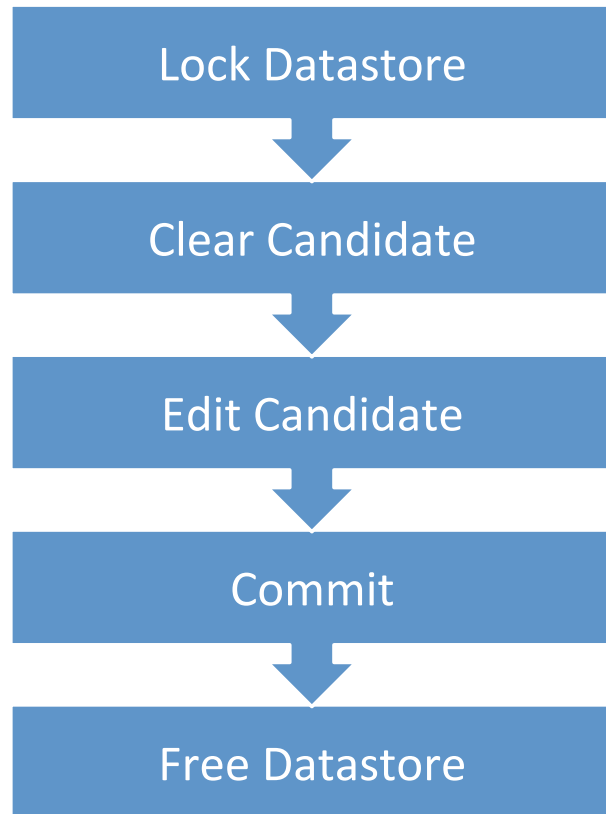 Lock Datastore
Clear Candidate
Edit Candidate
Commit
Free Datastore